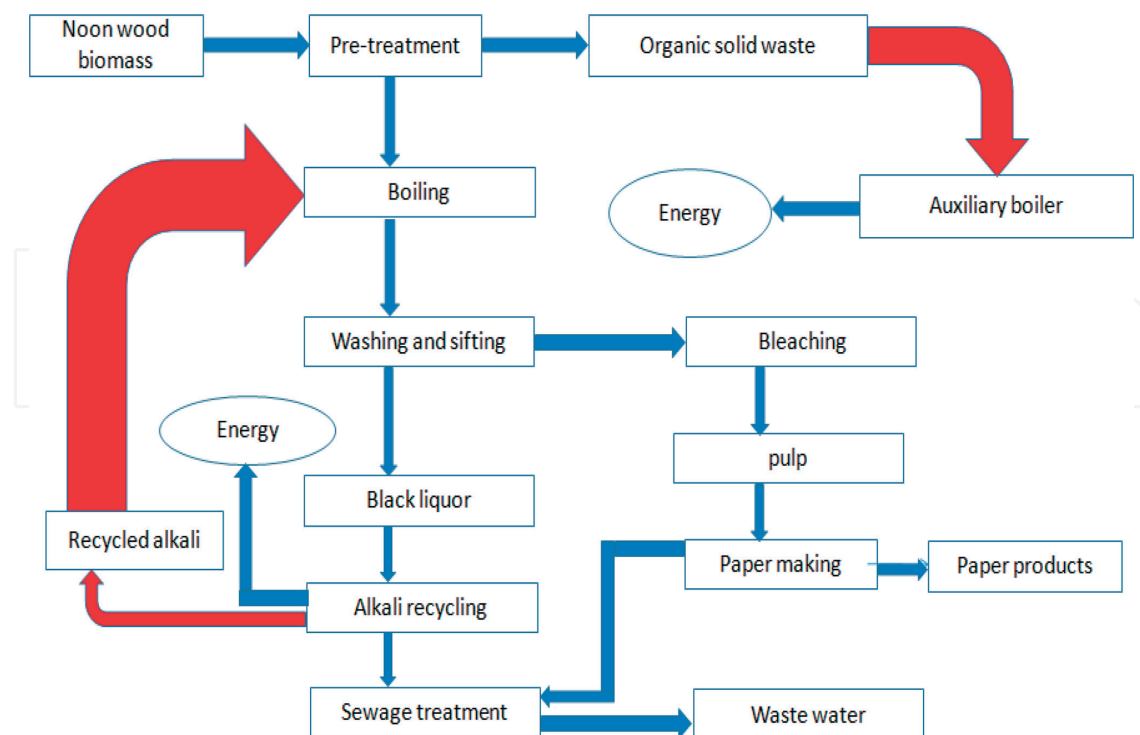 Noon wood
biomass
Pre-treatment
Organic solid waste
Boiling
Energy
Auxiliary boiler
Washing and sifting
Bleaching
Energy
pulp
Black liquor
Recycled alkali
Paper making
Paper products
Alkali recycling
Sewage treatment
Waste water